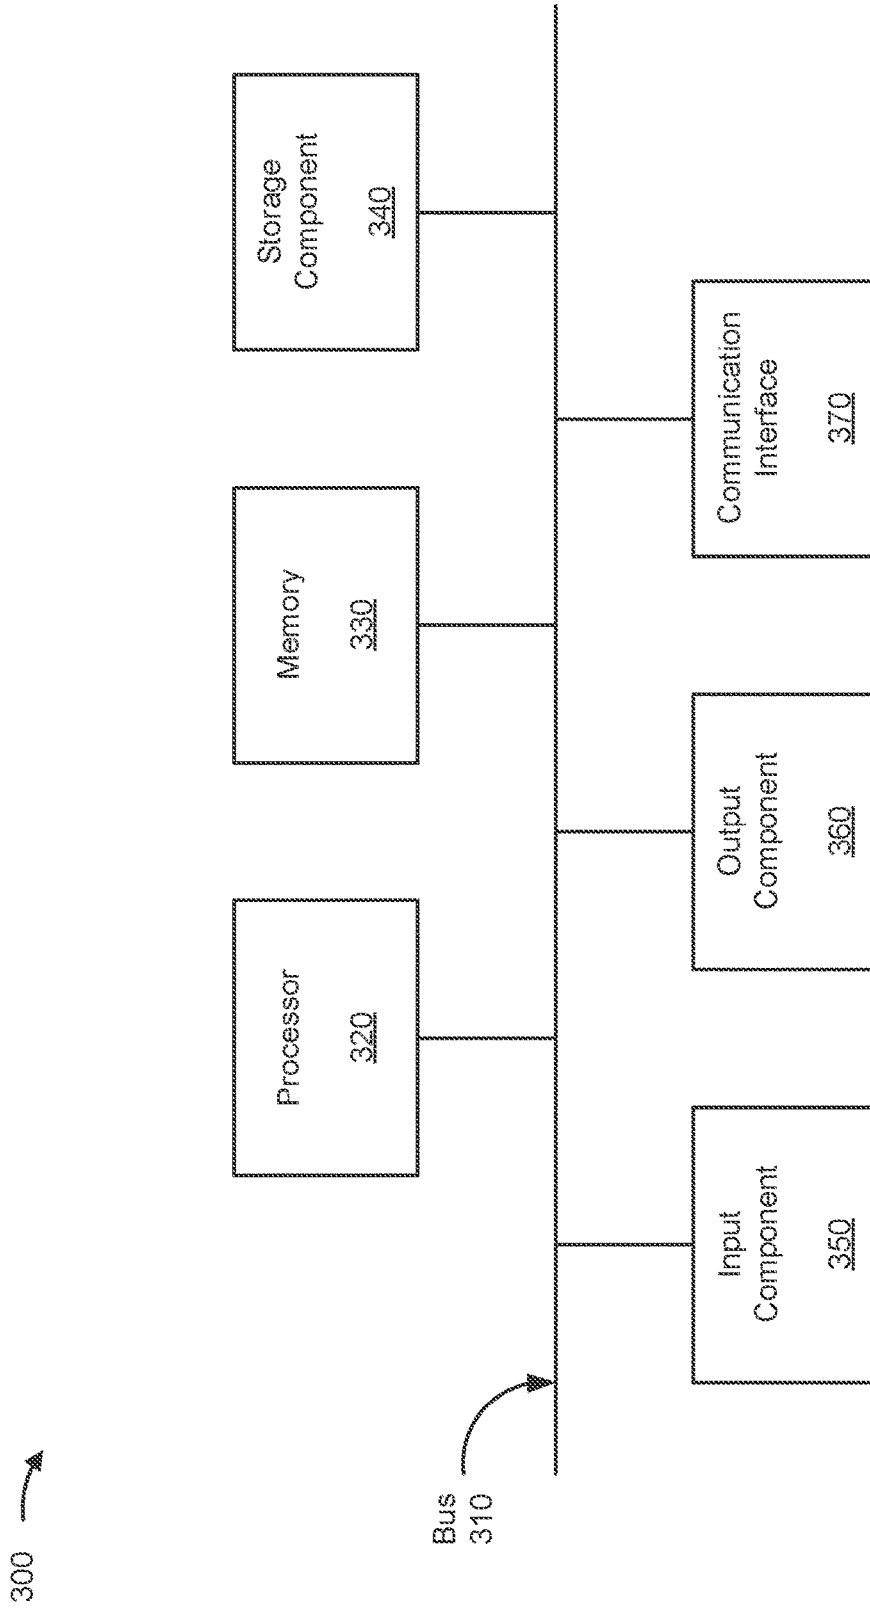 300
Bus
310
Processor
320
Memory
330
Storage
Component
340
Input
Component
350
Output
Component
360
Communication
Interface
370